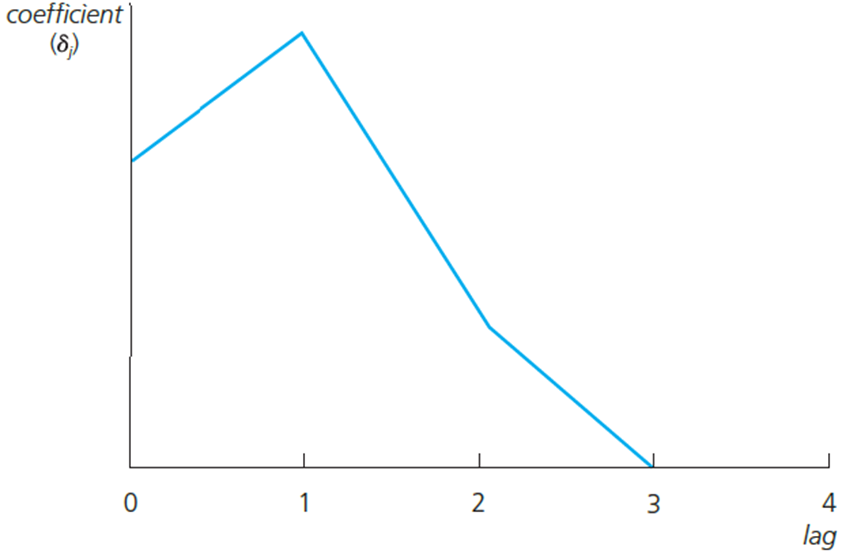 coefficient
(δj)
0 1 2 3 4
lag